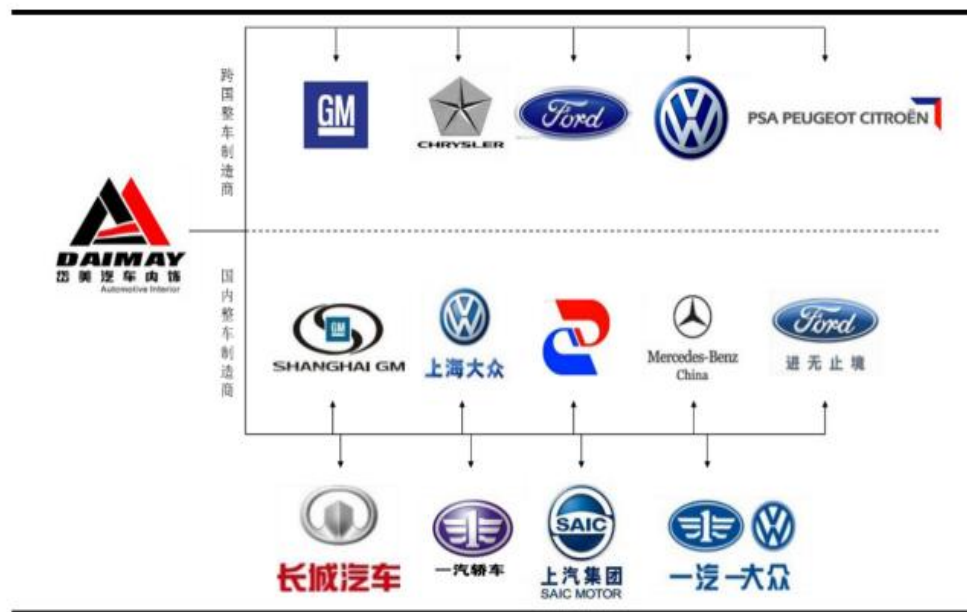 跨国整车制造商
GM
CHRYSLER
Ford
VW
PSA PEUGEOT CITROËN
DAIMAY
岱美汽车内饰
Automotive Interior
国内整车制造商
GM
SHANGHAI GM
上海大众
Mercedes-Benz
China
Ford
进无止境
长城汽车
一汽轿车
SAIC
上汽集团
SAIC MOTOR
一汽-大众